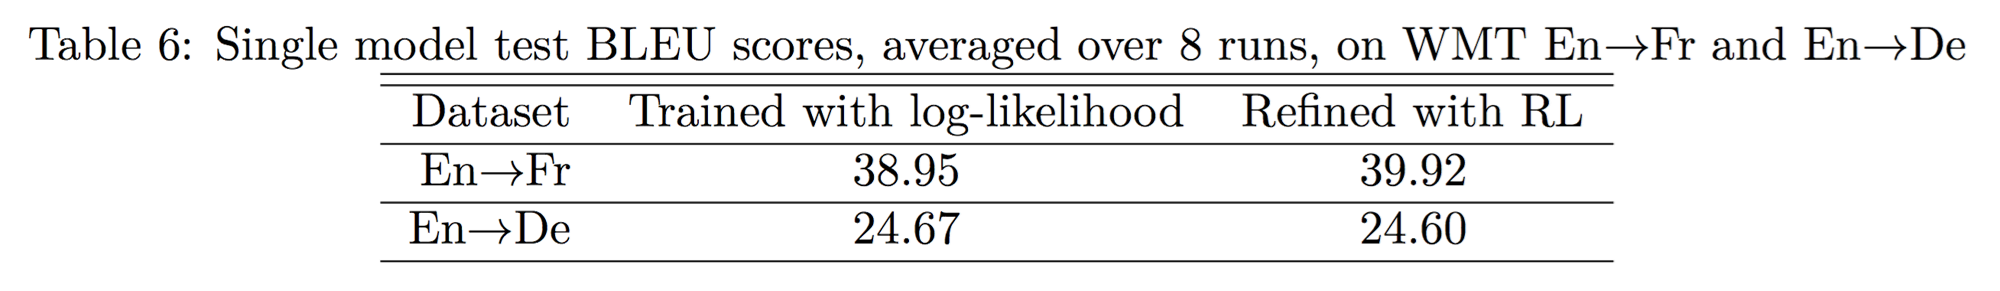 Table 6: Single model test BLEU scores, averaged over 8 runs, on WMT En→Fr and En→De
Dataset Trained with log-likelihood Refined with RL
En→Fr 38.95 39.92
En→De 24.67 24.60